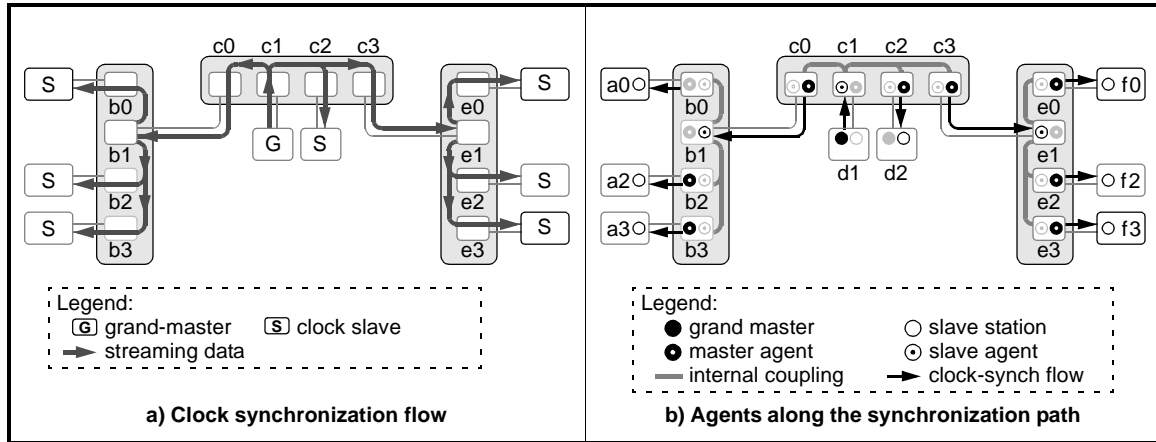 c0 c1 c2 c3
S
S
b0
e0
b1
G
S
e1
S
S
b2
e2
S
S
b3
e3
Legend:
G grand-master S clock slave
streaming data
a) Clock synchronization flow
c0 c1 c2 c3
a0
f0
b0
e0
b1
d1 d2
e1
a2
f2
b2
e2
a3
f3
b3
e3
Legend:
grand master slave station
master agent slave agent
internal coupling clock-synch flow
b) Agents along the synchronization path